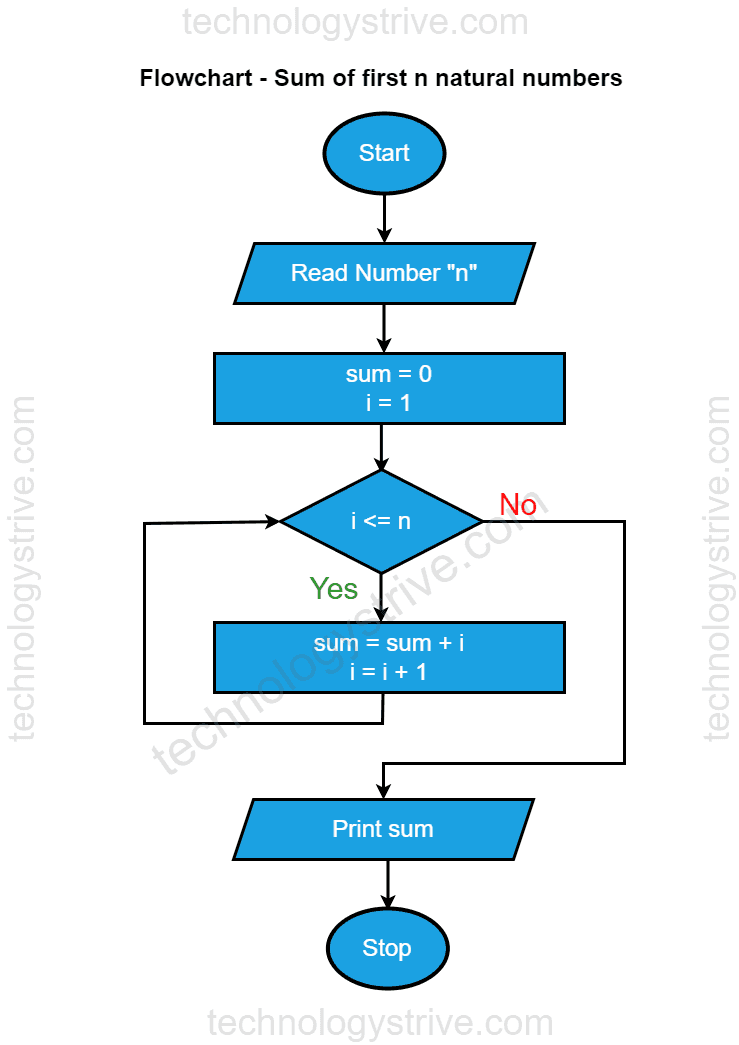 technologystrive.com
Flowchart - Sum of first n natural numbers
Start
Read Number "n"
sum = 0
i = 1
i <= n
No
Yes
sum = sum + i
i = i + 1
Print sum
Stop
technologystrive.com
technologystrive.com
technologystrive.com
technologystrive.com